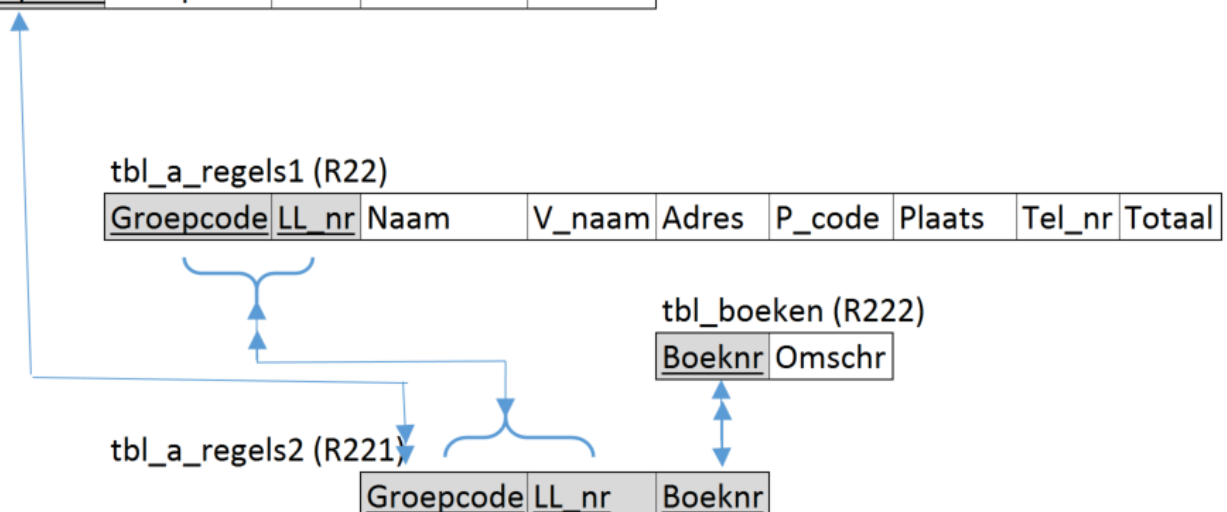 tbl_a_regels1 (R22)
Groepcode LL_nr Naam V_naam Adres P_code Plaats Tel_nr Totaal
tbl_boeken (R222)
Boeknr Omschr
tbl_a_regels2 (R221)
Groepcode LL_nr Boeknr